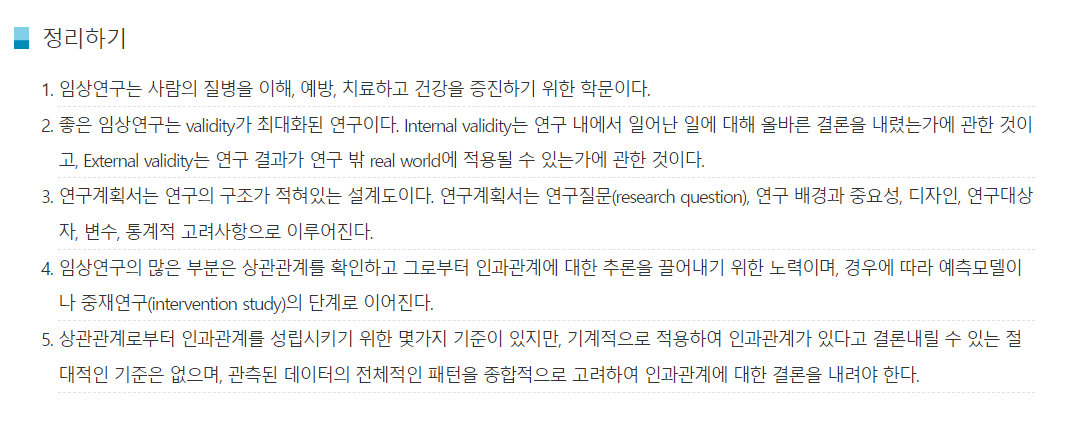 정리하기
1. 임상연구는 사람의 질병을 이해, 예방, 치료하고 건강을 증진하기 위한 학문이다.
2. 좋은 임상연구는 validity가 최대화된 연구이다. Internal validity는 연구 내에서 일어난 일에 대해 올바른 결론을 내렸는가에 관한 것이
고, External validity는 연구 결과가 연구 밖 real world에 적용될 수 있는가에 관한 것이다.
3. 연구계획서는 연구의 구조가 적혀있는 설계도이다. 연구계획서는 연구질문(research question), 연구 배경과 중요성, 디자인, 연구대상
자, 변수, 통계적 고려사항으로 이루어진다.
4. 임상연구의 많은 부분은 상관관계를 확인하고 그로부터 인과관계에 대한 추론을 끌어내기 위한 노력이며, 경우에 따라 예측모델이
나 중재연구(intervention study)의 단계로 이어진다.
5. 상관관계로부터 인과관계를 성립시키기 위한 몇가지 기준이 있지만, 기계적으로 적용하여 인과관계가 있다고 결론내릴 수 있는 절
대적인 기준은 없으며, 관측된 데이터의 전체적인 패턴을 종합적으로 고려하여 인과관계에 대한 결론을 내려야 한다.